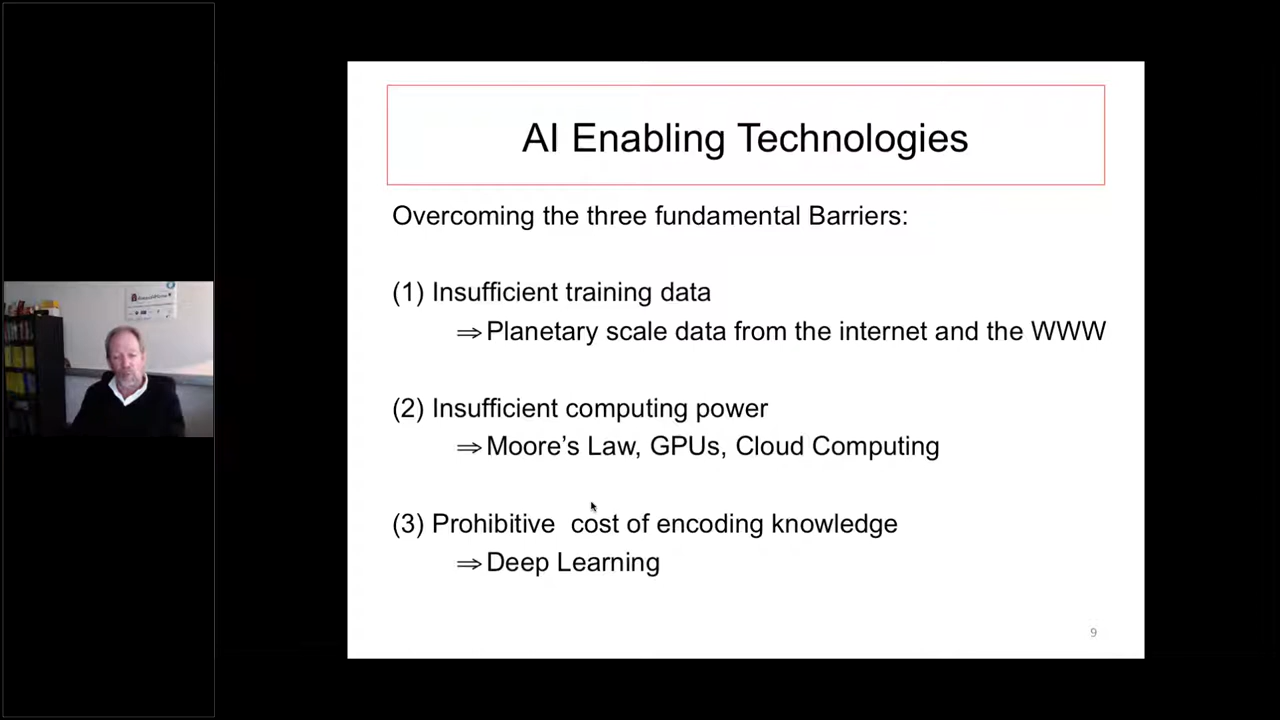 AI Enabling Technologies
Overcoming the three fundamental Barriers:
(1) Insufficient training data
⇒ Planetary scale data from the internet and the WWW
(2) Insufficient computing power
⇒ Moore's Law, GPUs, Cloud Computing
(3) Prohibitive  cost of encoding knowledge
⇒ Deep Learning
9